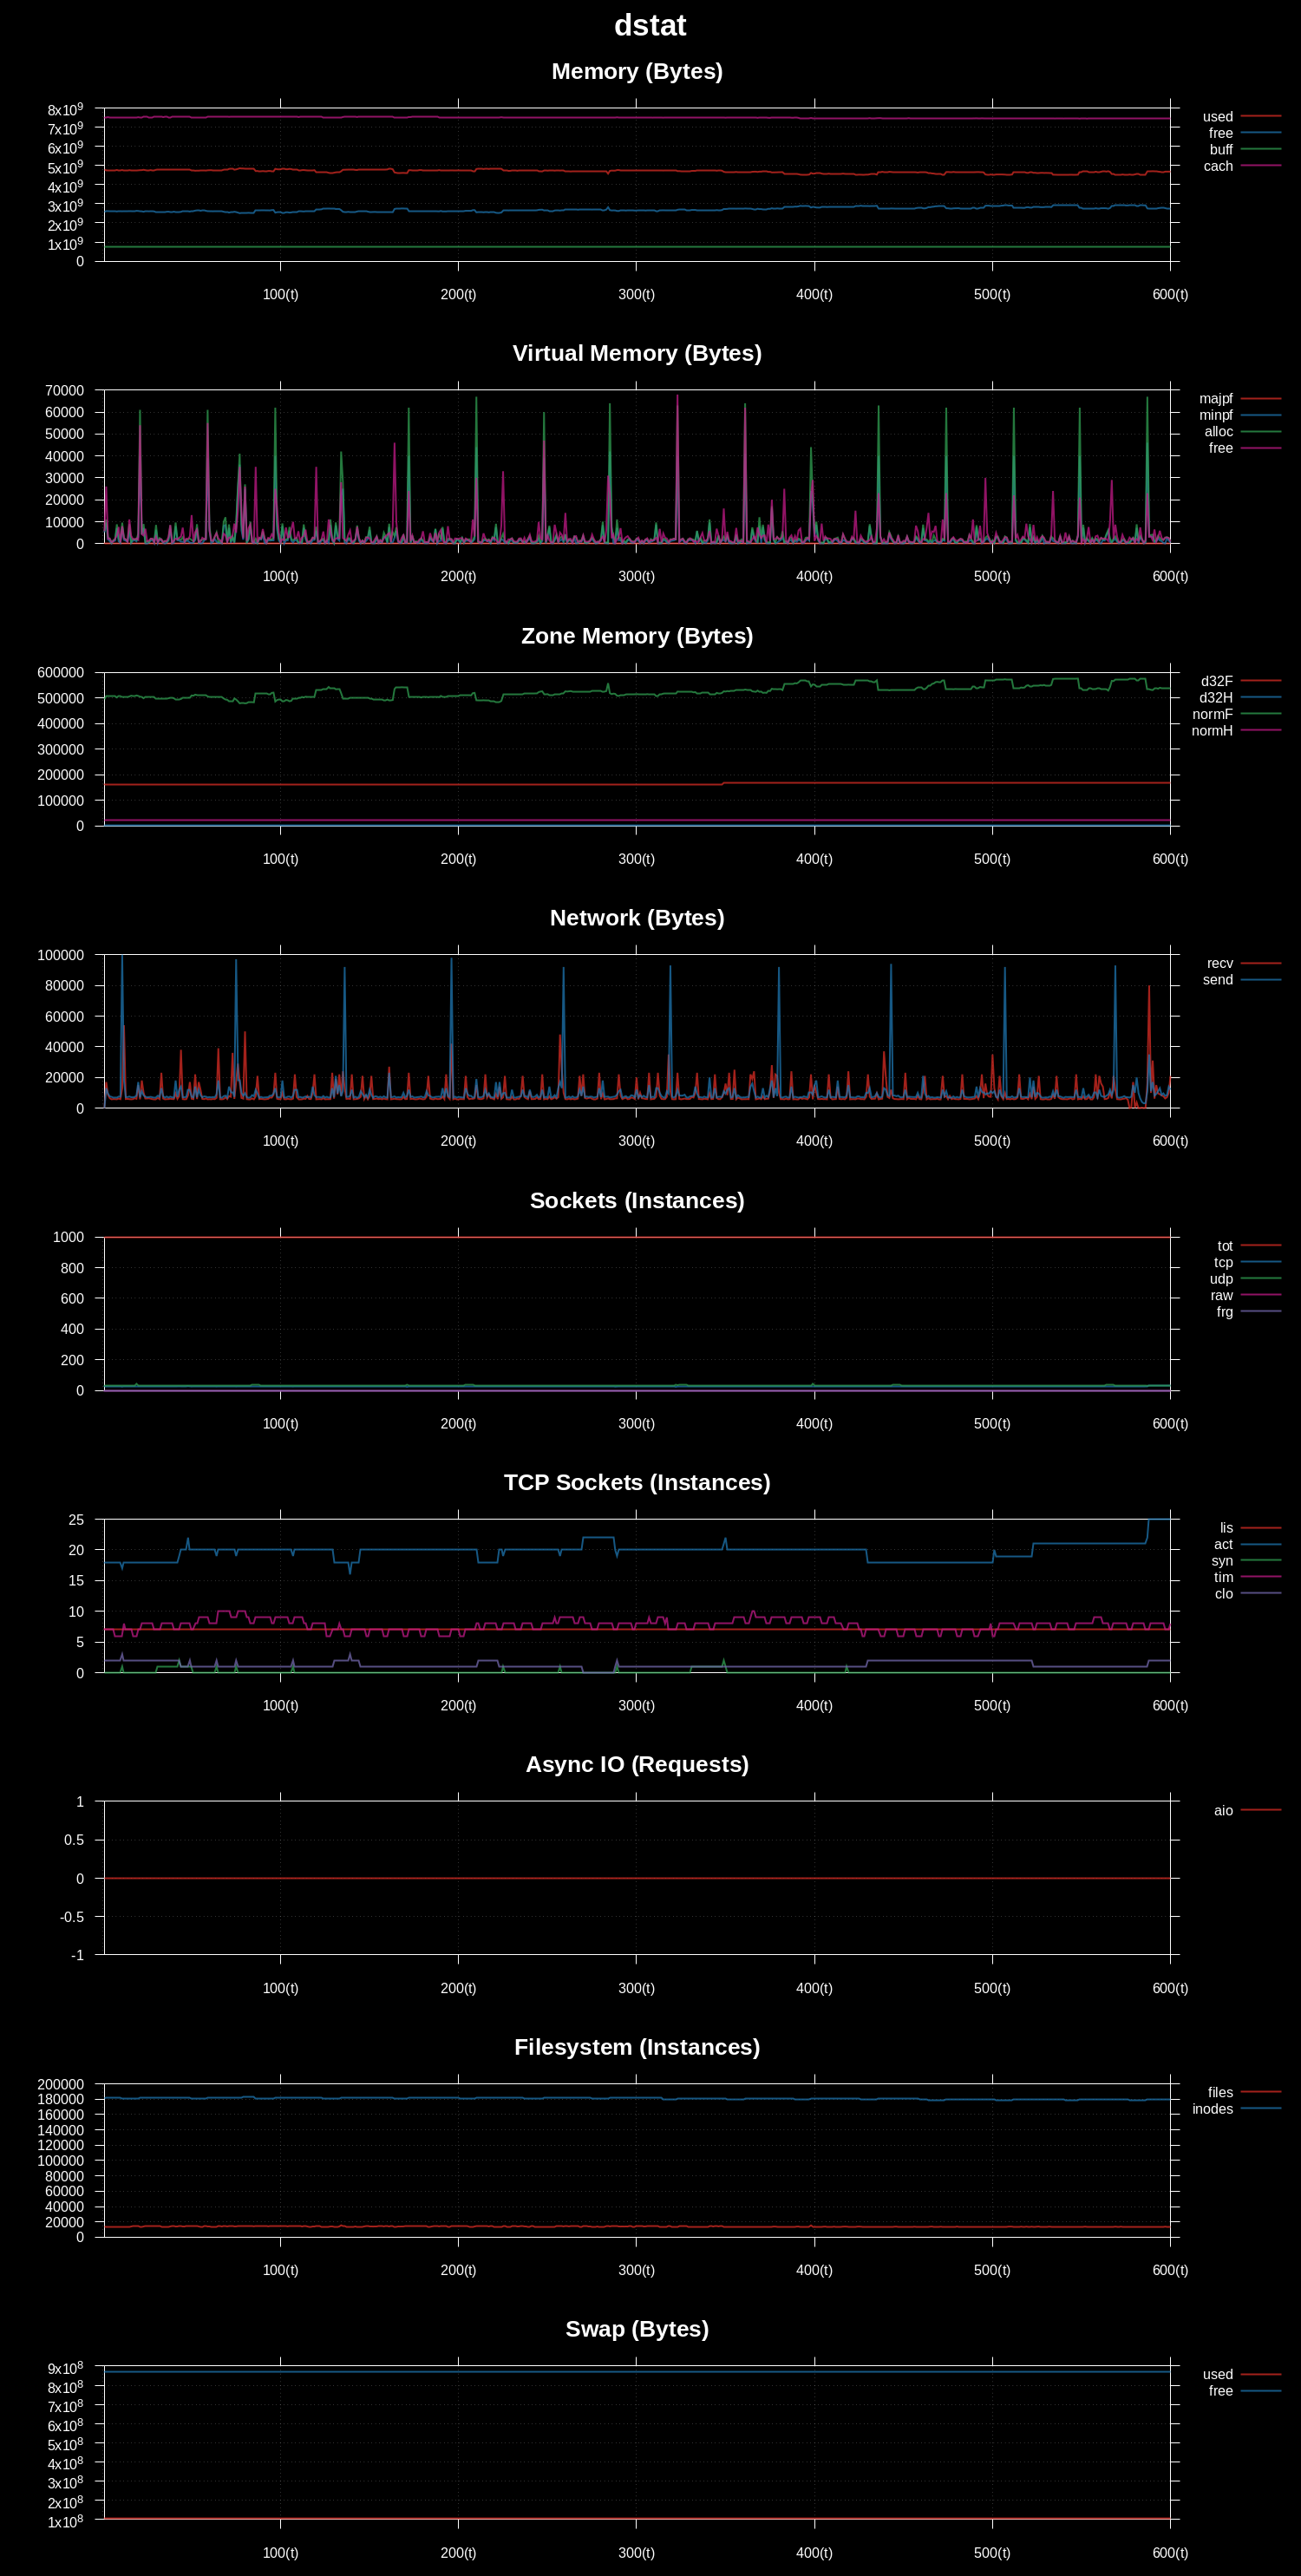 dstat
Memory (Bytes)
8x10⁹
7x10⁹
6x10⁹
5x10⁹
4x10⁹
3x10⁹
2x10⁹
1x10⁹
0
100(t) 200(t) 300(t) 400(t) 500(t) 600(t)
used
free
buff
cach
Virtual Memory (Bytes)
70000
60000
50000
40000
30000
20000
10000
0
100(t) 200(t) 300(t) 400(t) 500(t) 600(t)
majpf
minpf
alloc
free
Zone Memory (Bytes)
600000
500000
400000
300000
200000
100000
0
100(t) 200(t) 300(t) 400(t) 500(t) 600(t)
d32F
d32H
normF
normH
Network (Bytes)
100000
80000
60000
40000
20000
0
100(t) 200(t) 300(t) 400(t) 500(t) 600(t)
recv
send
Sockets (Instances)
1000
800
600
400
200
0
100(t) 200(t) 300(t) 400(t) 500(t) 600(t)
tot
tcp
udp
raw
frg
TCP Sockets (Instances)
25
20
15
10
5
0
100(t) 200(t) 300(t) 400(t) 500(t) 600(t)
lis
act
syn
tim
clo
Async IO (Requests)
1
0.5
0
-0.5
-1
100(t) 200(t) 300(t) 400(t) 500(t) 600(t)
aio
Filesystem (Instances)
200000
180000
160000
140000
120000
100000
80000
60000
40000
20000
0
100(t) 200(t) 300(t) 400(t) 500(t) 600(t)
files
inodes
Swap (Bytes)
9x10⁸
8x10⁸
7x10⁸
6x10⁸
5x10⁸
4x10⁸
3x10⁸
2x10⁸
1x10⁸
100(t) 200(t) 300(t) 400(t) 500(t) 600(t)
used
free